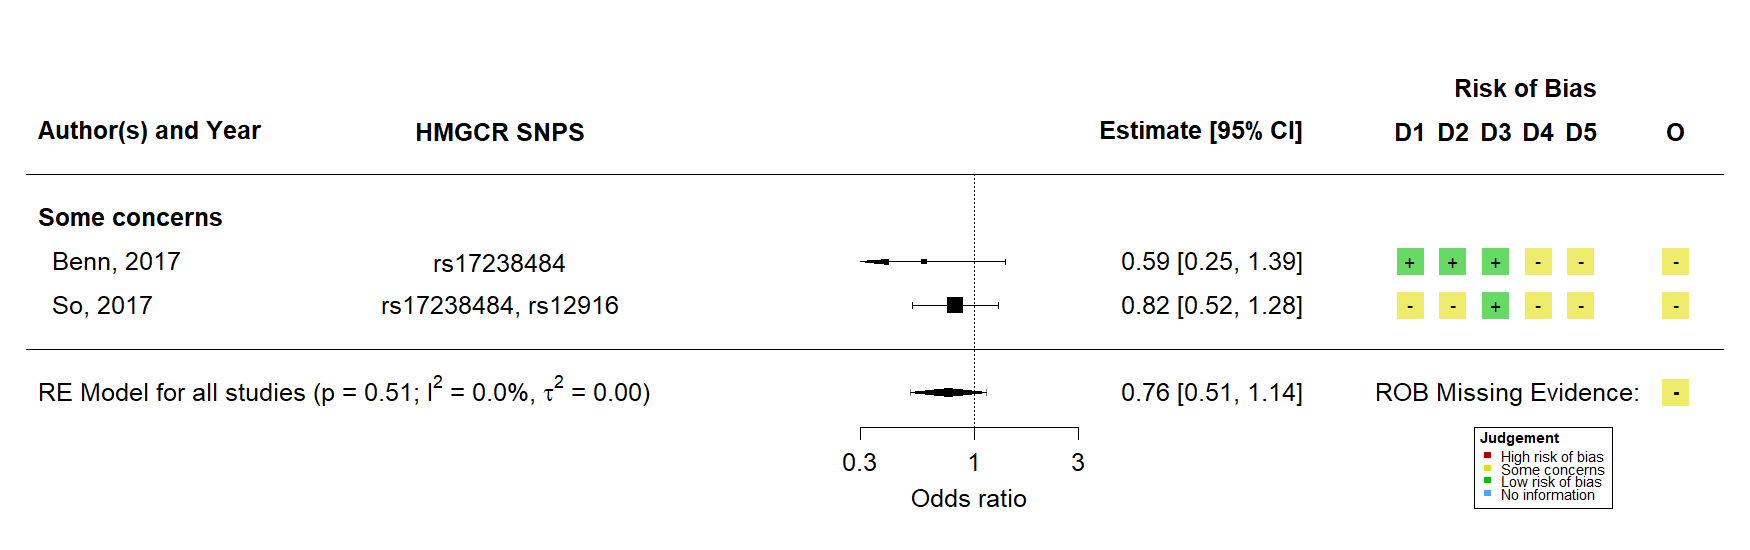 Risk of Bias
Author(s) and Year HMGCR SNPS Estimate [95% CI] D1 D2 D3 D4 D5 O
Some concerns
Benn, 2017 rs17238484 0.59 [0.25, 1.39] + + + - - -
So, 2017 rs17238484, rs12916 0.82 [0.52, 1.28] - - + - - -
RE Model for all studies (p = 0.51; I² = 0.0%, τ² = 0.00) 0.76 [0.51, 1.14] ROB Missing Evidence: -
0.3 1 3
Odds ratio
Judgement
High risk of bias
Some concerns
Low risk of bias
No information